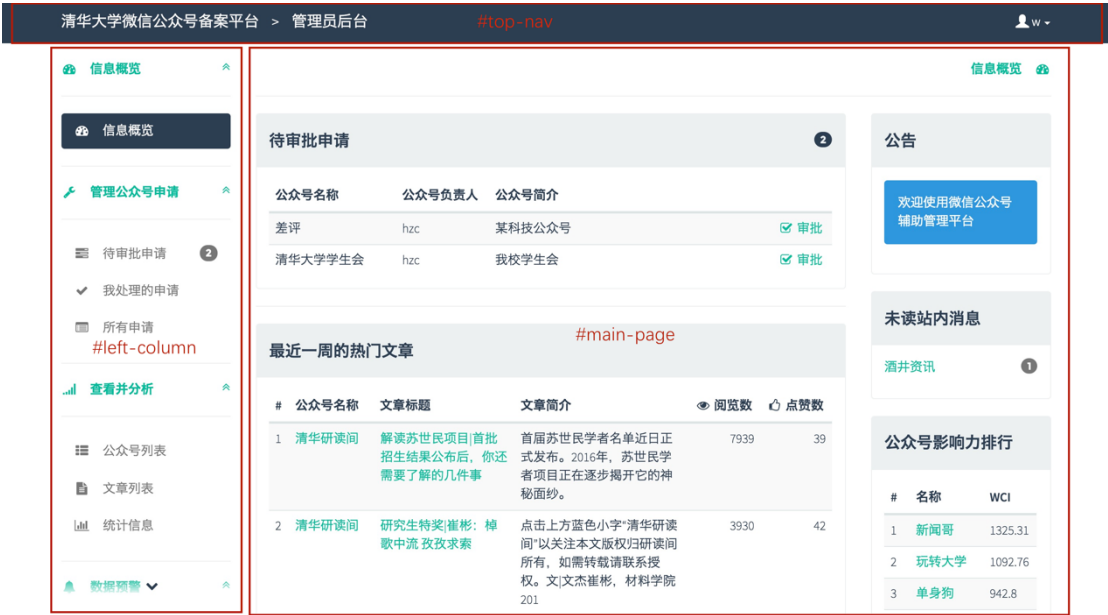 清华大学微信公众号备案平台 > 管理员后台
#top-nav
w
信息概览
信息概览
管理公众号申请
待审批申请 2
我处理的申请
所有申请
#left-column
查看并分析
公众号列表
文章列表
统计信息
数据预警
信息概览
#main-page
待审批申请 2
公众号名称 公众号负责人 公众号简介
差评 hzc 某科技公众号 审批
清华大学学生会 hzc 我校学生会 审批
最近一周的热门文章
# 公众号名称 文章标题 文章简介 阅览数 点赞数
1 清华研读间 解读苏世民项目|首批 首届苏世民学者名单近日正 7939 39
招生结果公布后，你还 式发布。2016年，苏世民学
需要了解的几件事 者项目正在逐步揭开它的神
秘面纱。
2 清华研读间 研究生特奖|崔彬：棹 点击上方蓝色小字“清华研读 3930 42
歌中流 孜孜求索 间”以关注本文版权归研读间
所有，如需转载请联系授
权。文|文杰崔彬，材料学院
201
公告
欢迎使用微信公众号
辅助管理平台
未读站内消息
酒井资讯 1
公众号影响力排行
# 名称 WCI
1 新闻哥 1325.31
2 玩转大学 1092.76
3 单身狗 942.8